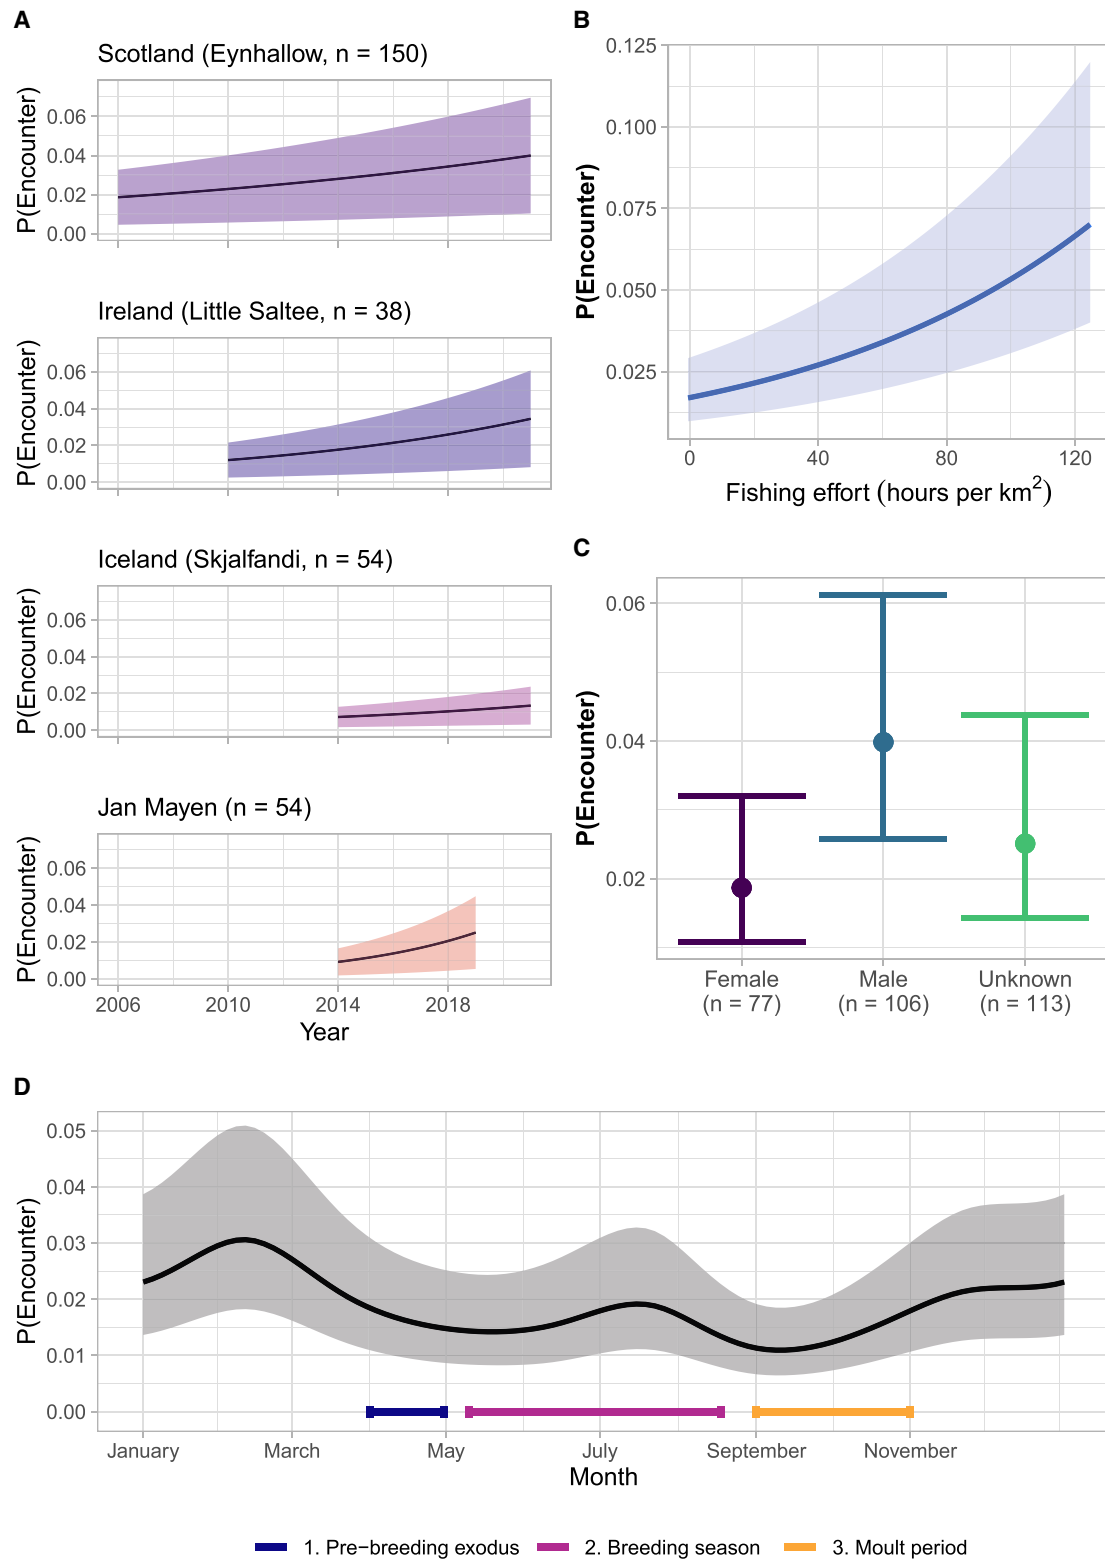 A
Scotland (Eynhallow, n = 150)
P(Encounter)
0.06
0.04
0.02
0.00
Ireland (Little Saltee, n = 38)
P(Encounter)
0.06
0.04
0.02
0.00
Iceland (Skjalfandi, n = 54)
P(Encounter)
0.06
0.04
0.02
0.00
Jan Mayen (n = 54)
P(Encounter)
0.06
0.04
0.02
0.00
2006 2010 2014 2018
Year
B
P(Encounter)
0.125
0.100
0.075
0.050
0.025
0 40 80 120
Fishing effort (hours per km²)
C
P(Encounter)
0.06
0.04
0.02
Female Male Unknown
(n = 77) (n = 106) (n = 113)
D
P(Encounter)
0.05
0.04
0.03
0.02
0.01
0.00
January March May July September November
Month
1. Pre−breeding exodus 2. Breeding season 3. Moult period